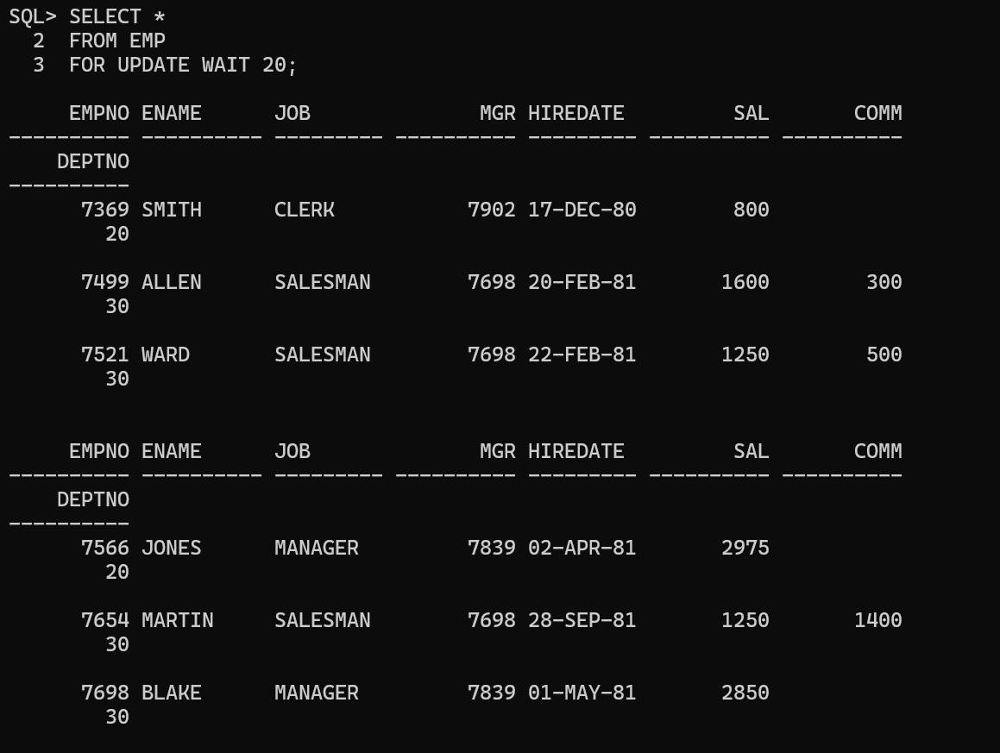 SQL> SELECT *
  2  FROM EMP
  3  FOR UPDATE WAIT 20;

     EMPNO ENAME      JOB              MGR HIREDATE         SAL       COMM
---------- ---------- --------- ---------- --------- ---------- ----------
    DEPTNO
----------
      7369 SMITH      CLERK           7902 17-DEC-80        800
        20

      7499 ALLEN      SALESMAN        7698 20-FEB-81       1600        300
        30

      7521 WARD       SALESMAN        7698 22-FEB-81       1250        500
        30


     EMPNO ENAME      JOB              MGR HIREDATE         SAL       COMM
---------- ---------- --------- ---------- --------- ---------- ----------
    DEPTNO
----------
      7566 JONES      MANAGER         7839 02-APR-81       2975
        20

      7654 MARTIN     SALESMAN        7698 28-SEP-81       1250       1400
        30

      7698 BLAKE      MANAGER         7839 01-MAY-81       2850
        30